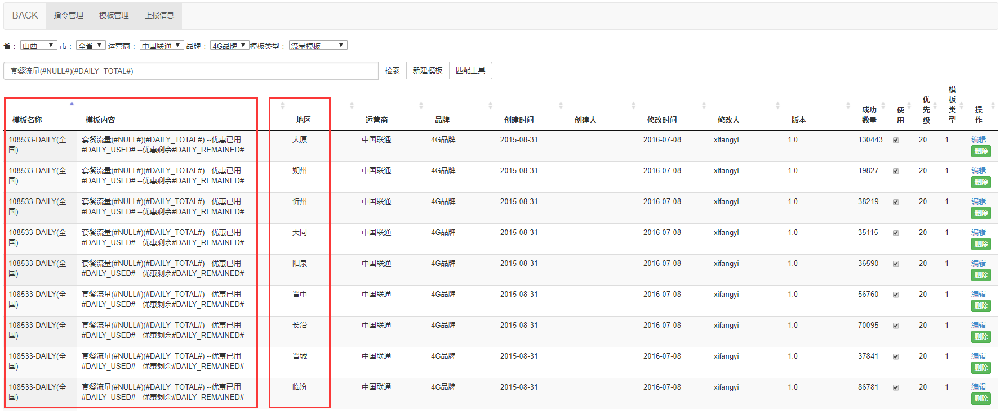 BACK 指令管理 模板管理 上报信息
省： 山西 市： 全省 运营商： 中国联通 品牌： 4G品牌 模板类型： 流量模板
套餐流量(#NULL#)(#DAILY_TOTAL#) 检索 新建模板 匹配工具
模板名称 模板内容 地区 运营商 品牌 创建时间 创建人 修改时间 修改人 版本 成功数量 使用 优先级 模板类型 操作
108533-DAILY(全 套餐流量(#NULL#)(#DAILY_TOTAL#) --优惠已用 太原 中国联通 4G品牌 2015-08-31 2016-07-08 xifangyi 1.0 130443 20 1 编辑
国) #DAILY_USED# --优惠剩余#DAILY_REMAINED# 删除
108533-DAILY(全 套餐流量(#NULL#)(#DAILY_TOTAL#) --优惠已用 朔州 中国联通 4G品牌 2015-08-31 2016-07-08 xifangyi 1.0 19827 20 1 编辑
国) #DAILY_USED# --优惠剩余#DAILY_REMAINED# 删除
108533-DAILY(全 套餐流量(#NULL#)(#DAILY_TOTAL#) --优惠已用 忻州 中国联通 4G品牌 2015-08-31 2016-07-08 xifangyi 1.0 38219 20 1 编辑
国) #DAILY_USED# --优惠剩余#DAILY_REMAINED# 删除
108533-DAILY(全 套餐流量(#NULL#)(#DAILY_TOTAL#) --优惠已用 大同 中国联通 4G品牌 2015-08-31 2016-07-08 xifangyi 1.0 35115 20 1 编辑
国) #DAILY_USED# --优惠剩余#DAILY_REMAINED# 删除
108533-DAILY(全 套餐流量(#NULL#)(#DAILY_TOTAL#) --优惠已用 阳泉 中国联通 4G品牌 2015-08-31 2016-07-08 xifangyi 1.0 36590 20 1 编辑
国) #DAILY_USED# --优惠剩余#DAILY_REMAINED# 删除
108533-DAILY(全 套餐流量(#NULL#)(#DAILY_TOTAL#) --优惠已用 晋中 中国联通 4G品牌 2015-08-31 2016-07-08 xifangyi 1.0 56760 20 1 编辑
国) #DAILY_USED# --优惠剩余#DAILY_REMAINED# 删除
108533-DAILY(全 套餐流量(#NULL#)(#DAILY_TOTAL#) --优惠已用 长治 中国联通 4G品牌 2015-08-31 2016-07-08 xifangyi 1.0 70095 20 1 编辑
国) #DAILY_USED# --优惠剩余#DAILY_REMAINED# 删除
108533-DAILY(全 套餐流量(#NULL#)(#DAILY_TOTAL#) --优惠已用 晋城 中国联通 4G品牌 2015-08-31 2016-07-08 xifangyi 1.0 37841 20 1 编辑
国) #DAILY_USED# --优惠剩余#DAILY_REMAINED# 删除
108533-DAILY(全 套餐流量(#NULL#)(#DAILY_TOTAL#) --优惠已用 临汾 中国联通 4G品牌 2015-08-31 2016-07-08 xifangyi 1.0 86781 20 1 编辑
国) #DAILY_USED# --优惠剩余#DAILY_REMAINED# 删除